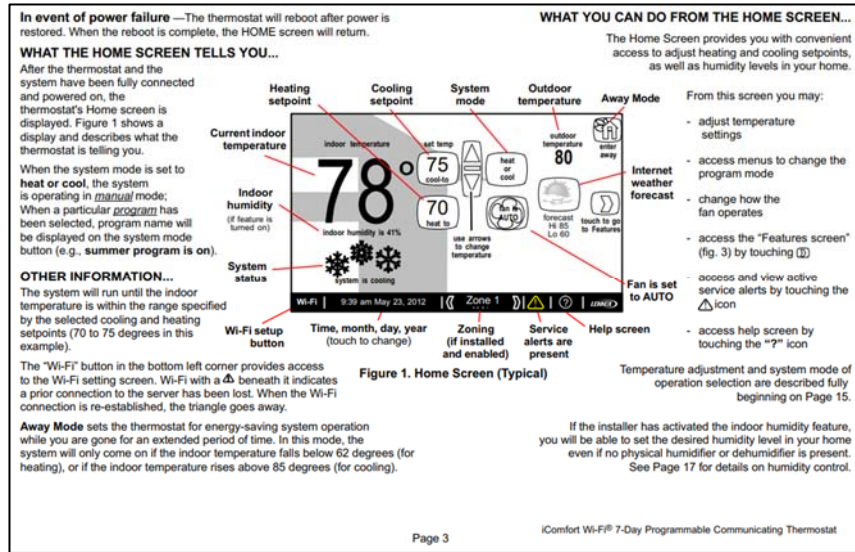 In event of power failure —The thermostat will reboot after power is
restored. When the reboot is complete, the HOME screen will return.
WHAT THE HOME SCREEN TELLS YOU...
After the thermostat and the
system have been fully connected
and powered on, the
thermostat's Home screen is
displayed. Figure 1 shows a
display and describes what the
thermostat is telling you.
When the system mode is set to
heat or cool, the system
is operating in manual mode;
When a particular program has
been selected, program name will
be displayed on the system mode
button (e.g., summer program is on).
OTHER INFORMATION...
The system will run until the indoor
temperature is within the range specified
by the selected cooling and heating
setpoints (70 to 75 degrees in this
example).
The "Wi-Fi" button in the bottom left corner provides access
to the Wi-Fi setting screen. Wi-Fi with a ⚠ beneath it indicates
a prior connection to the server has been lost. When the Wi-Fi
connection is re-established, the triangle goes away.
Away Mode sets the thermostat for energy-saving system operation
while you are gone for an extended period of time. In this mode, the
system will only come on if the indoor temperature falls below 62 degrees (for
heating), or if the indoor temperature rises above 85 degrees (for cooling).
Heating
setpoint
Cooling
setpoint
System
mode
Outdoor
temperature
Away Mode
Current indoor
temperature
Indoor
humidity
(if feature is
turned on)
System
status
Wi-Fi setup
button
Time, month, day, year
(touch to change)
Zoning
(if installed
and enabled)
Service
alerts are
present
Help screen
Internet
weather
forecast
Fan is set
to AUTO
indoor temperature
78°
indoor humidity is 41%
system is cooling
set temp
75
cool-to
70
heat to
use arrows
to change
temperature
heat
or
cool
fan is
AUTO
outdoor
temperature
80
enter
away
forecast
Hi 85
Lo 60
touch to go
to Features
Wi-Fi
9:39 am May 23, 2012
Zone 1
?
LENNOX
Figure 1. Home Screen (Typical)
WHAT YOU CAN DO FROM THE HOME SCREEN...
The Home Screen provides you with convenient
access to adjust heating and cooling setpoints,
as well as humidity levels in your home.
From this screen you may:
- adjust temperature
settings
- access menus to change the
program mode
- change how the
fan operates
- access the "Features screen"
(fig. 3) by touching
- access and view active
service alerts by touching the
⚠ icon
- access help screen by
touching the "?" icon
Temperature adjustment and system mode of
operation selection are described fully
beginning on Page 15.
If the installer has activated the indoor humidity feature,
you will be able to set the desired humidity level in your home
even if no physical humidifier or dehumidifier is present.
See Page 17 for details on humidity control.
Page 3
iComfort Wi-Fi® 7-Day Programmable Communicating Thermostat